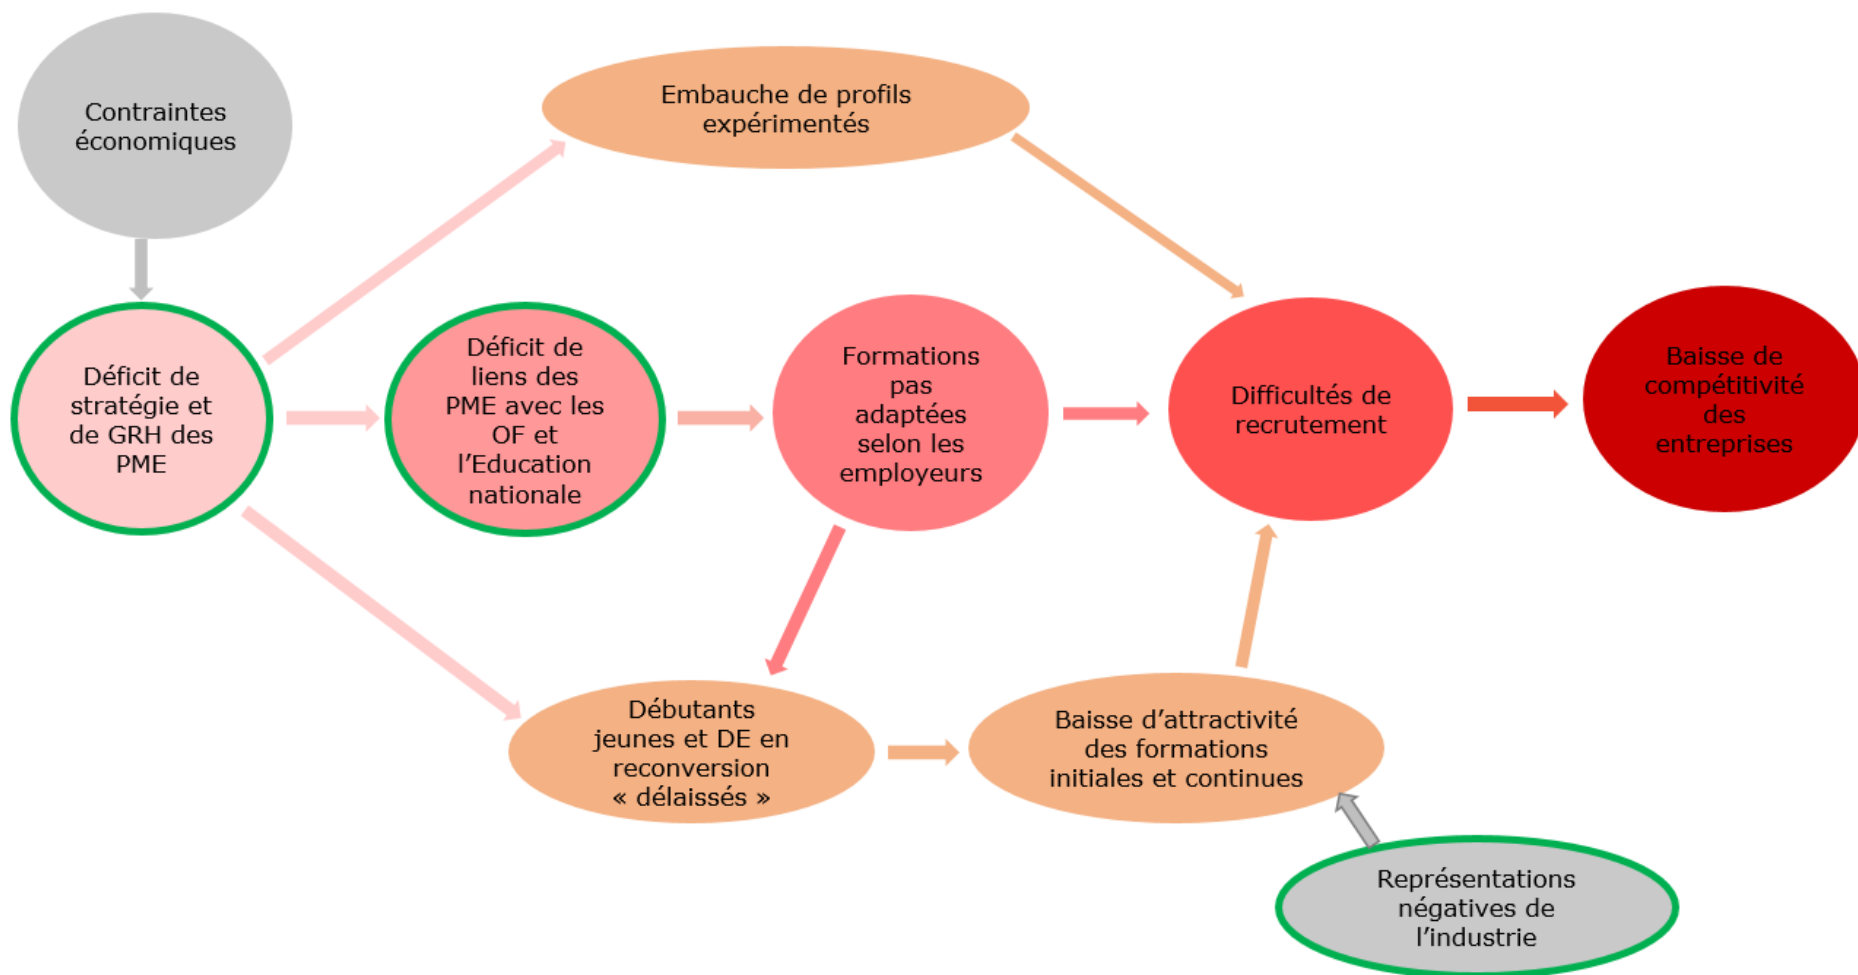 Contraintes
économiques
Embauche de profils
expérimentés
Déficit de
stratégie et
de GRH des
PME
Déficit de
liens des
PME avec les
OF et
l’Education
nationale
Formations
pas
adaptées
selon les
employeurs
Difficultés de
recrutement
Baisse de
compétitivité
des
entreprises
Débutants
jeunes et DE en
reconversion
« délaissés »
Baisse d’attractivité
des formations
initiales et continues
Représentations
négatives de
l’industrie